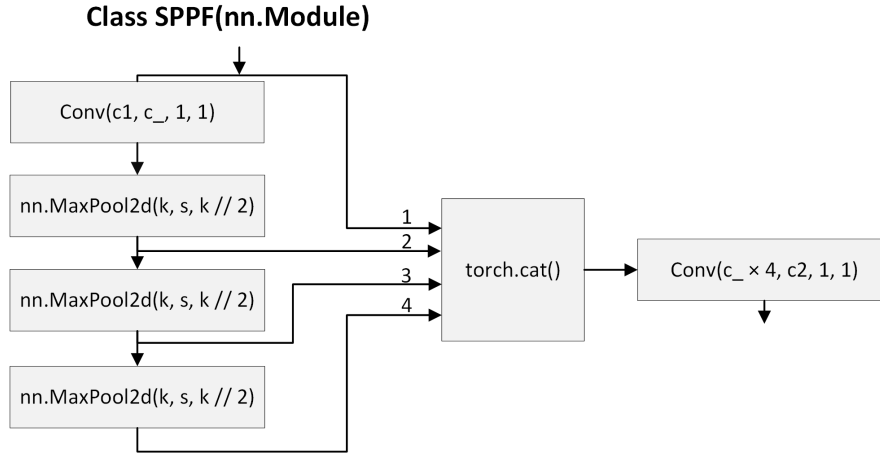 Class SPPF(nn.Module)
Conv(c1, c_, 1, 1)
nn.MaxPool2d(k, s, k // 2)
nn.MaxPool2d(k, s, k // 2)
nn.MaxPool2d(k, s, k // 2)
1
2
3
4
torch.cat()
Conv(c_ × 4, c2, 1, 1)